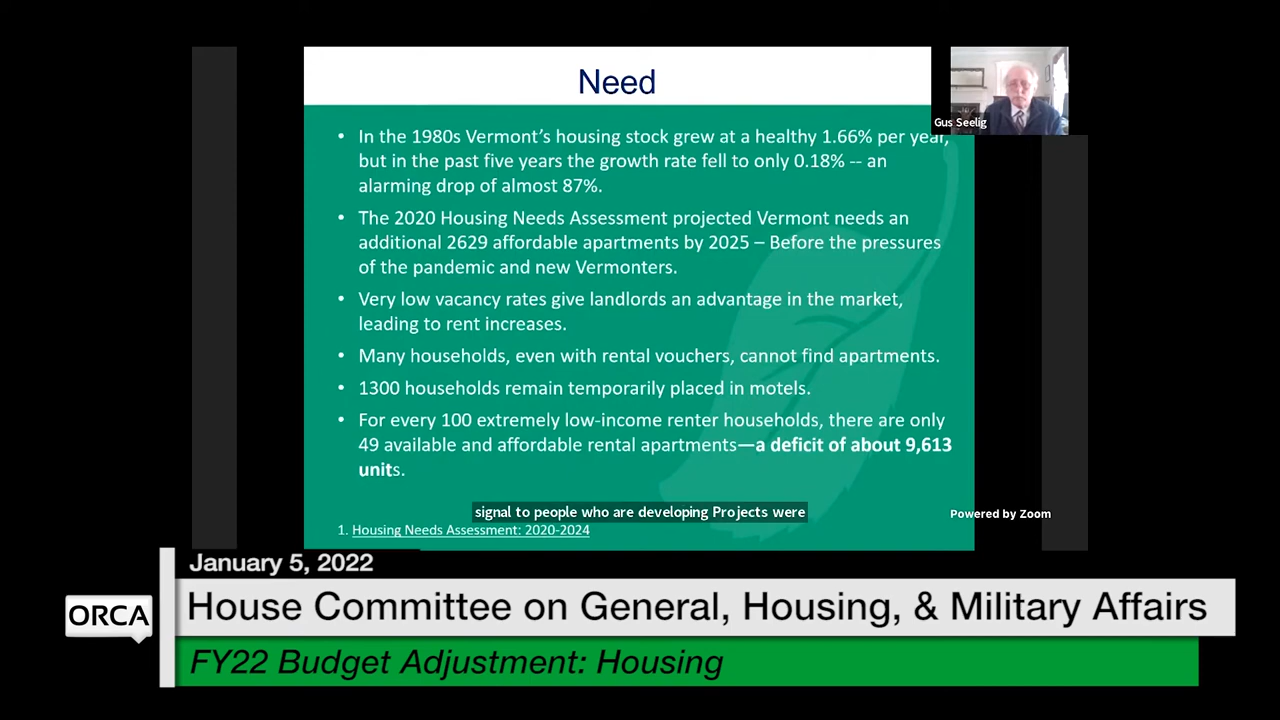 Need
Gus Seelig
• In the 1980s Vermont's housing stock grew at a healthy 1.66% per year,
but in the past five years the growth rate fell to only 0.18% -- an
alarming drop of almost 87%.
• The 2020 Housing Needs Assessment projected Vermont needs an
additional 2629 affordable apartments by 2025 – Before the pressures
of the pandemic and new Vermonters.
• Very low vacancy rates give landlords an advantage in the market,
leading to rent increases.
• Many households, even with rental vouchers, cannot find apartments.
• 1300 households remain temporarily placed in motels.
• For every 100 extremely low-income renter households, there are only
49 available and affordable rental apartments—a deficit of about 9,613
units.
signal to people who are developing Projects were
Powered by Zoom
1. Housing Needs Assessment: 2020-2024
January 5, 2022
ORCA
House Committee on General, Housing, & Military Affairs
FY22 Budget Adjustment: Housing